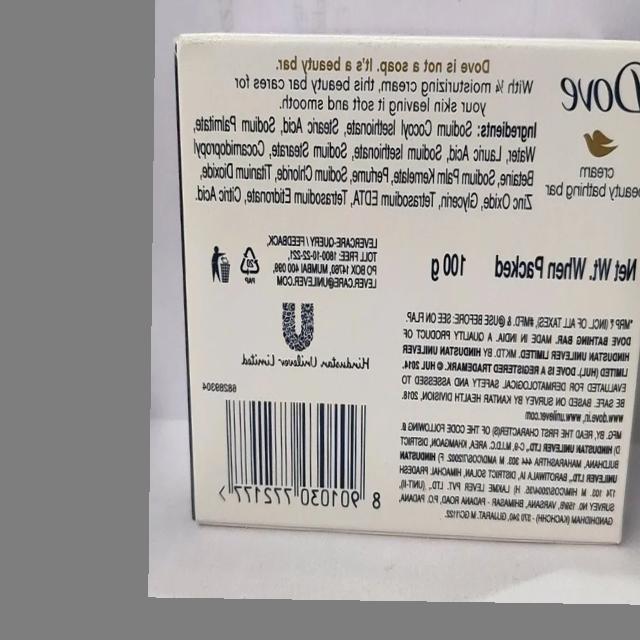 Dove
cream
beauty bathing bar
Net Wt. When Packed 100 g
Dove is not a soap. It's a beauty bar.
With ¼ moisturizing cream, this beauty bar cares for
your skin leaving it soft and smooth.
Ingredients: Sodium Cocoyl Isethionate, Stearic Acid, Sodium Palmitate,
Water, Lauric Acid, Sodium Isethionate, Sodium Stearate, Cocamidopropyl
Betaine, Sodium Palm Kernelate, Perfume, Sodium Chloride, Titanium Dioxide,
Zinc Oxide, Glycerin, Tetrasodium EDTA, Tetrasodium Etidronate, Citric Acid.
LEVERCARE-QUERY / FEEDBACK,
TOLL FREE: 1800-10-22-221,
PO BOX 14760, MUMBAI 400 099,
LEVER.CARE@UNILEVER.COM
20
PAP
Hindustan Unilever Limited
68289304
*MRP ₹ (INCL. OF ALL TAXES), #MFD. & @USE BEFORE: SEE ON FLAP.
DOVE BATHING BAR. MADE IN INDIA. A QUALITY PRODUCT OF
HINDUSTAN UNILEVER LIMITED. MKTD. BY HINDUSTAN UNILEVER
LIMITED (HUL). DOVE IS A REGISTERED TRADEMARK. © HUL 2014.
EVALUATED FOR DERMATOLOGICAL SAFETY AND ASSESSED TO
BE SAFE. BASED ON SURVEY BY KANTAR HEALTH DIVISION, 2018.
www.dove.in, www.unilever.com
MFG. BY, READ THE FIRST CHARACTER(S) OF THE CODE FOLLOWING #.
D) HINDUSTAN UNILEVER LTD., C-9, M.I.D.C. AREA, KHAMGAON, DISTRICT
BULDHANA, MAHARASHTRA 444 303. M
HINDUSTAN
UNILEVER LTD., BAROTIWALA, DISTRICT SOLAN, HIMACHAL PRADESH
174 103. H) LAKME LEVER PVT. LTD., (UNIT-II),
SURVEY NO. BHIMASAR, VARSANA, PADANA ROAD, P.O. PADANA,
GANDHIDHAM (KACHCHH) - 370 240, GUJARAT. M GC/1122.
8 901030 772177 >